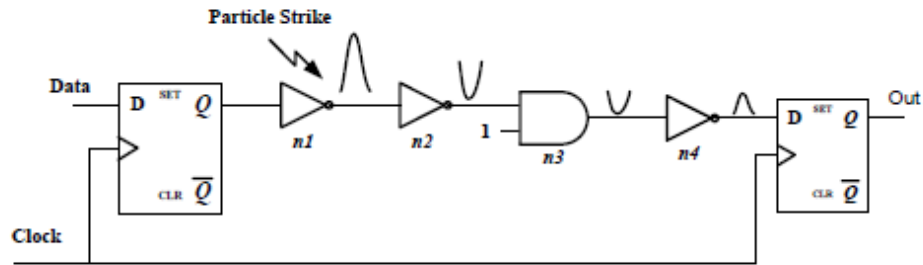 Particle Strike
Data
D SET Q
CLR Q
n1
n2
1
n3
n4
D SET Q
CLR Q
Out
Clock